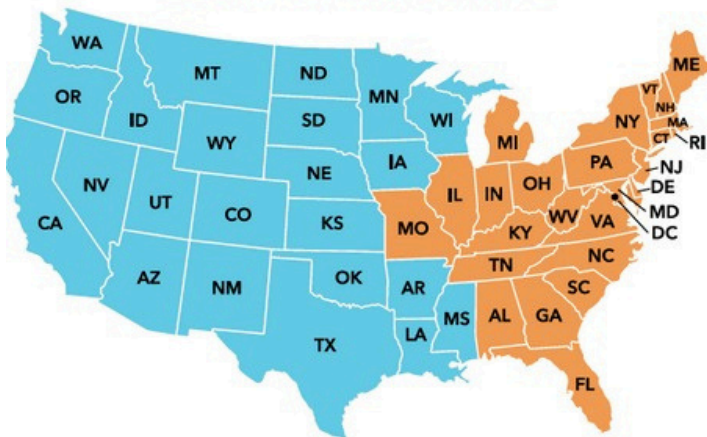 WA
MT
ND
MN
ME
VT
NH
OR
ID
SD
WI
MI
NY
MA
CT
RI
WY
NE
IA
PA
NJ
NV
UT
CO
IL
IN
OH
DE
MD
DC
CA
KS
MO
KY
WV
VA
AZ
NM
OK
AR
TN
NC
SC
TX
LA
MS
AL
GA
FL